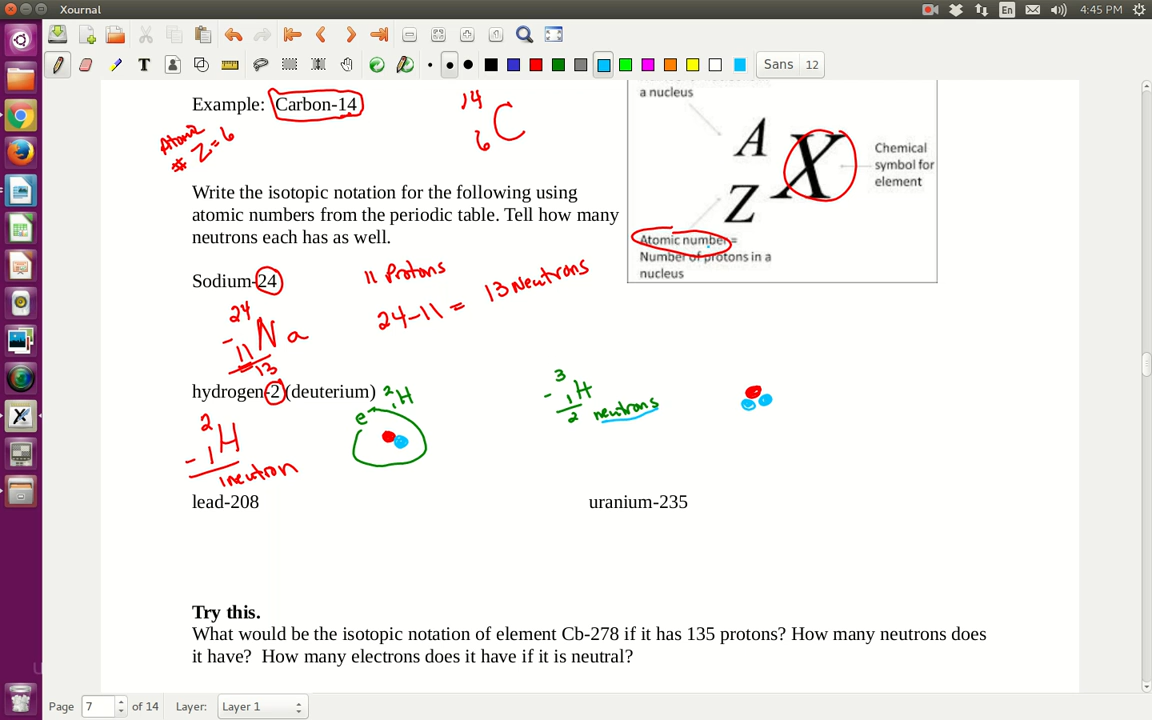 Xournal
En
4:45 PM
T
Sans 12
a nucleus
Example: Carbon-14
14
6 C
Atomic
# Z=6
A
Z
X
Chemical
symbol for
element
Write the isotopic notation for the following using
atomic numbers from the periodic table. Tell how many
neutrons each has as well.
Atomic number =
Number of protons in a
nucleus
Sodium-24
11 Protons
24-11 = 13 Neutrons
24
- 11 Na
13
hydrogen-2 (deuterium)
2
1 H
e-
3
- 1 H
2 neutrons
2
- 1 H
1 neutron
lead-208
uranium-235
Try this.
What would be the isotopic notation of element Cb-278 if it has 135 protons? How many neutrons does
it have? How many electrons does it have if it is neutral?
Page 7 of 14 Layer: Layer 1